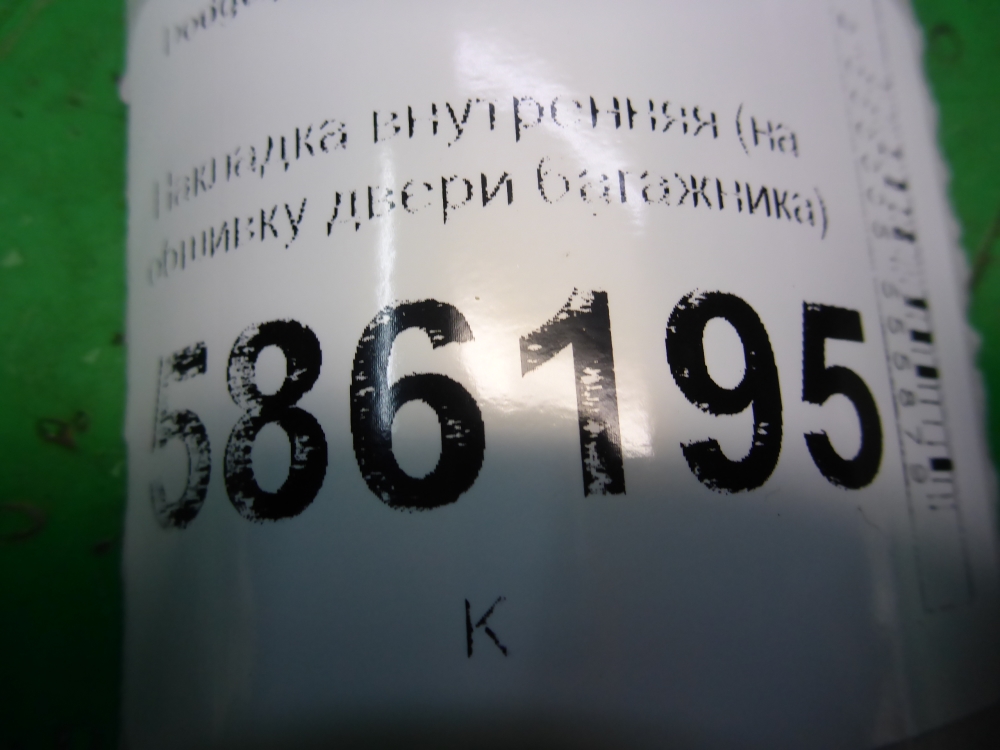 Накладка внутренняя (на
обшивку двери багажника)
586195
К